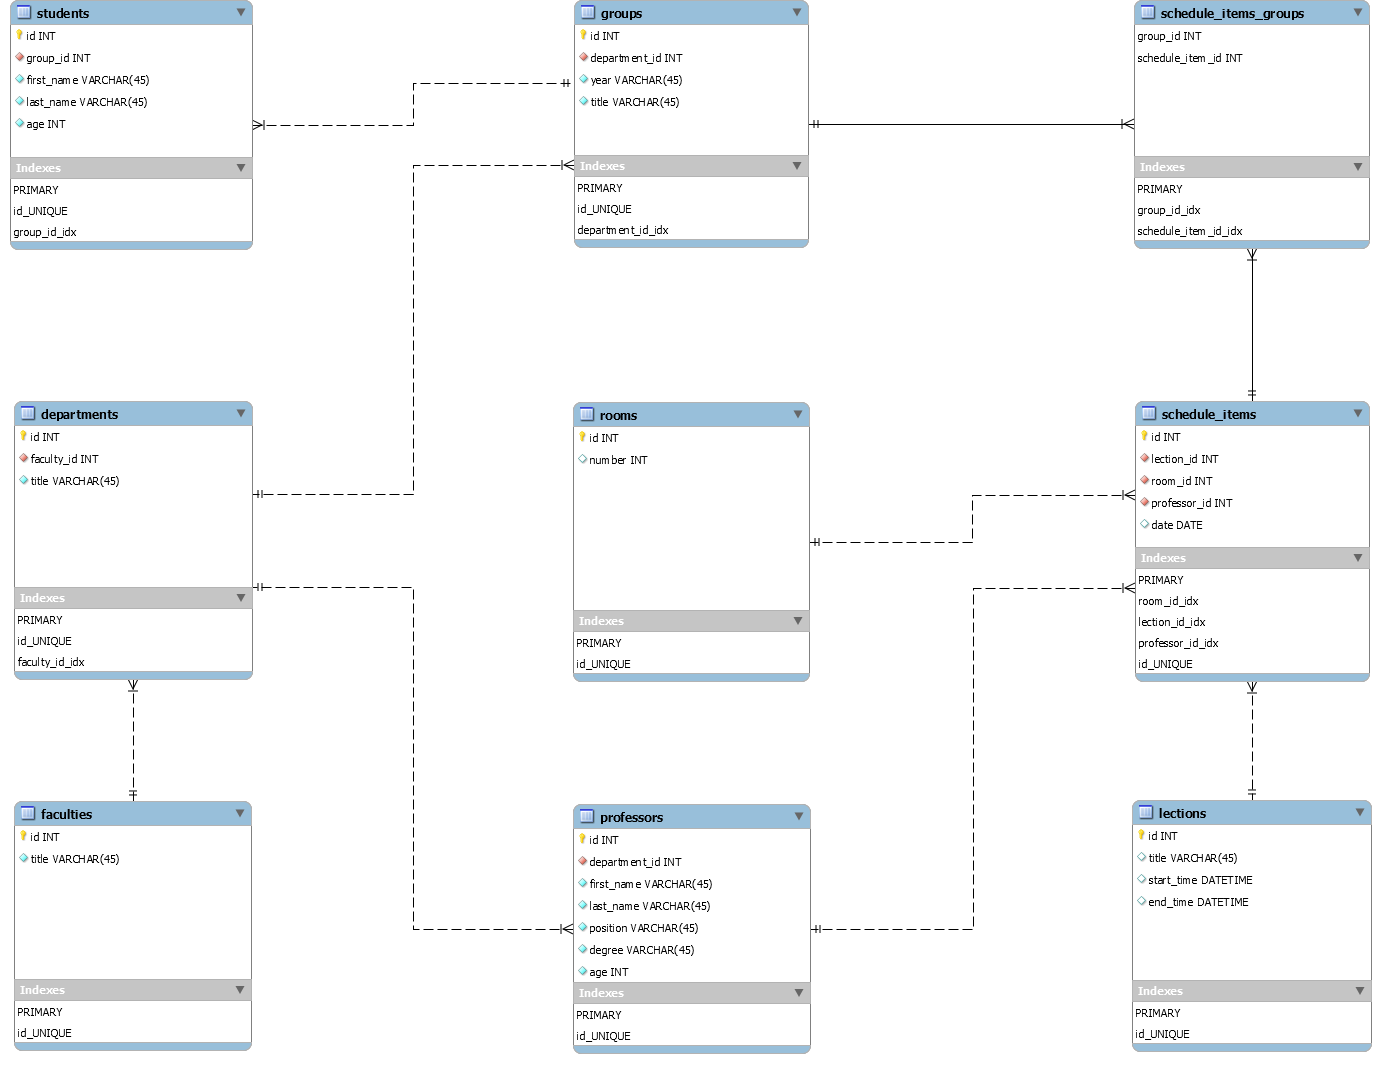 students
id INT
group_id INT
first_name VARCHAR(45)
last_name VARCHAR(45)
age INT
Indexes
PRIMARY
id_UNIQUE
group_id_idx
groups
id INT
department_id INT
year VARCHAR(45)
title VARCHAR(45)
Indexes
PRIMARY
id_UNIQUE
department_id_idx
schedule_items_groups
group_id INT
schedule_item_id INT
Indexes
PRIMARY
group_id_idx
schedule_item_id_idx
departments
id INT
faculty_id INT
title VARCHAR(45)
Indexes
PRIMARY
id_UNIQUE
faculty_id_idx
rooms
id INT
number INT
Indexes
PRIMARY
id_UNIQUE
schedule_items
id INT
lection_id INT
room_id INT
professor_id INT
date DATE
Indexes
PRIMARY
room_id_idx
lection_id_idx
professor_id_idx
id_UNIQUE
faculties
id INT
title VARCHAR(45)
Indexes
PRIMARY
id_UNIQUE
professors
id INT
department_id INT
first_name VARCHAR(45)
last_name VARCHAR(45)
position VARCHAR(45)
degree VARCHAR(45)
age INT
Indexes
PRIMARY
id_UNIQUE
lections
id INT
title VARCHAR(45)
start_time DATETIME
end_time DATETIME
Indexes
PRIMARY
id_UNIQUE